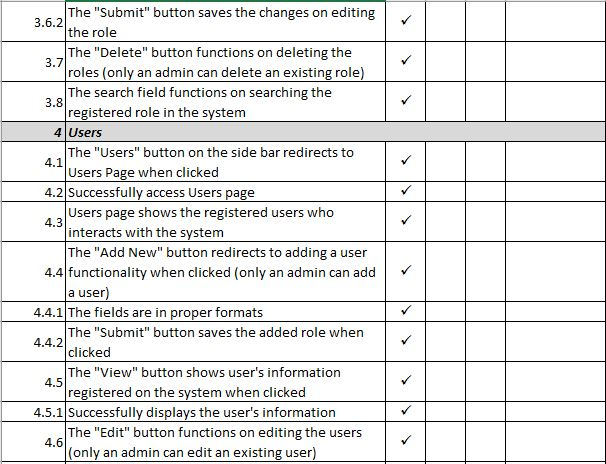 3.6.2 The "Submit" button saves the changes on editing
the role ✓
3.7 The "Delete" button functions on deleting the
roles (only an admin can delete an existing role) ✓
3.8 The search field functions on searching the
registered role in the system ✓
4 Users
4.1 The "Users" button on the side bar redirects to
Users Page when clicked ✓
4.2 Successfully access Users page ✓
4.3 Users page shows the registered users who
interacts with the system ✓
4.4 The "Add New" button redirects to adding a user
functionality when clicked (only an admin can add
a user) ✓
4.4.1 The fields are in proper formats ✓
4.4.2 The "Submit" button saves the added role when
clicked ✓
4.5 The "View" button shows user's information
registered on the system when clicked ✓
4.5.1 Successfully displays the user's information ✓
4.6 The "Edit" button functions on editing the users
(only an admin can edit an existing user) ✓